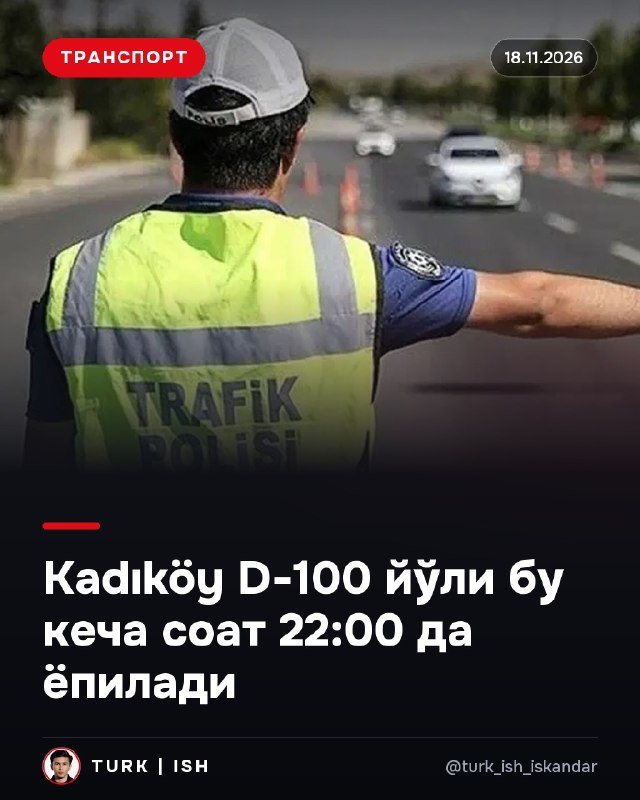 ТРАНСПОРТ
18.11.2026
POLIS
TRAFİK
POLİSİ
Kadıköy D-100 йўли бу
кеча соат 22:00 да
ёпилади
TURK | ISH
@turk_ish_iskandar